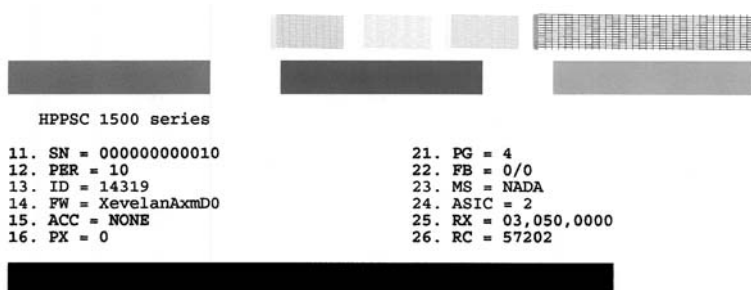 HPPSC 1500 series
11. SN = 000000000010
12. PER = 10
13. ID = 14319
14. FW = XevelanAxmD0
15. ACC = NONE
16. PX = 0
21. PG = 4
22. FB = 0/0
23. MS = NADA
24. ASIC = 2
25. RX = 03,050,0000
26. RC = 57202